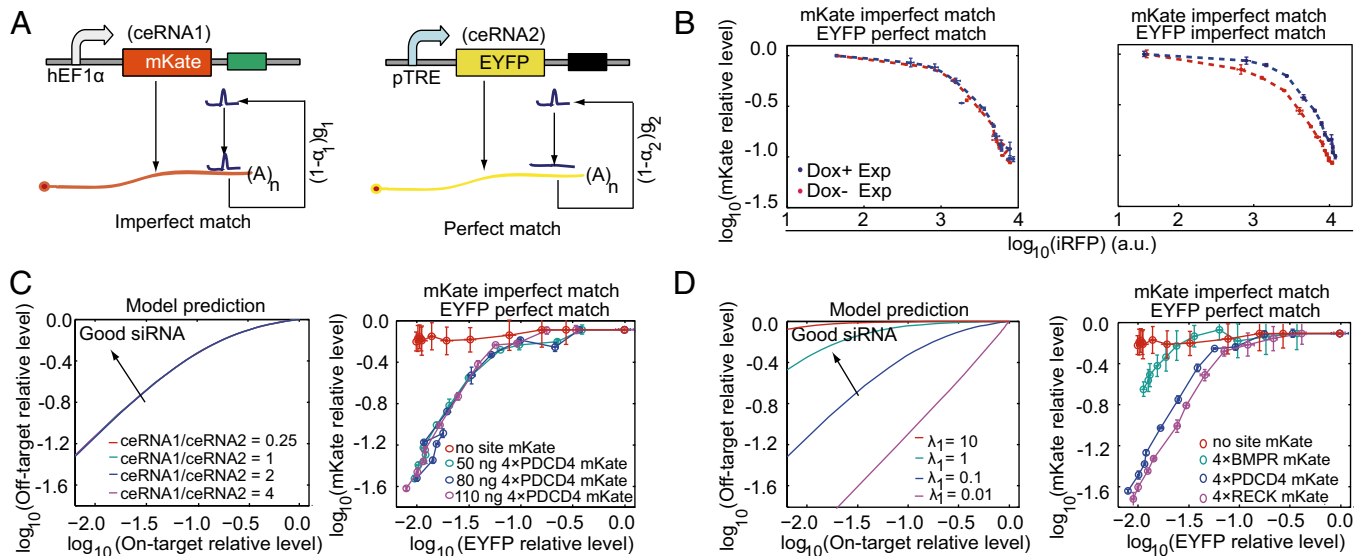 A
(ceRNA1)
mKate
hEF1α
(1-α1)g1
(A)n
Imperfect match
(ceRNA2)
EYFP
pTRE
(1-α2)g2
(A)n
Perfect match
B
mKate imperfect match
EYFP perfect match
log10(mKate relative level)
0.0
-0.5
-1.0
-1.5
Dox+ Exp
Dox- Exp
1 2 3 4
mKate imperfect match
EYFP imperfect match
1 2 3 4
log10(iRFP) (a.u.)
C
Model prediction
Good siRNA
log10(Off-target relative level)
0.0
-0.4
-0.8
-1.2
-1.6
ceRNA1/ceRNA2 = 0.25
ceRNA1/ceRNA2 = 1
ceRNA1/ceRNA2 = 2
ceRNA1/ceRNA2 = 4
-2.0 -1.5 -1.0 -0.5 0.0
log10(On-target relative level)
mKate imperfect match
EYFP perfect match
log10(mKate relative level)
0.0
-0.4
-0.8
-1.2
-1.6
no site mKate
50 ng 4×PDCD4 mKate
80 ng 4×PDCD4 mKate
110 ng 4×PDCD4 mKate
-2.0 -1.5 -1.0 -0.5 0.0
log10(EYFP relative level)
D
Model prediction
Good siRNA
log10(Off-target relative level)
0.0
-0.4
-0.8
-1.2
-1.6
λ1= 10
λ1= 1
λ1= 0.1
λ1= 0.01
-2.0 -1.5 -1.0 -0.5 0.0
log10(On-target relative level)
mKate imperfect match
EYFP perfect match
log10(mKate relative level)
0.0
-0.4
-0.8
-1.2
-1.6
no site mKate
4×BMPR mKate
4×PDCD4 mKate
4×RECK mKate
-2.0 -1.5 -1.0 -0.5 0.0
log10(EYFP relative level)